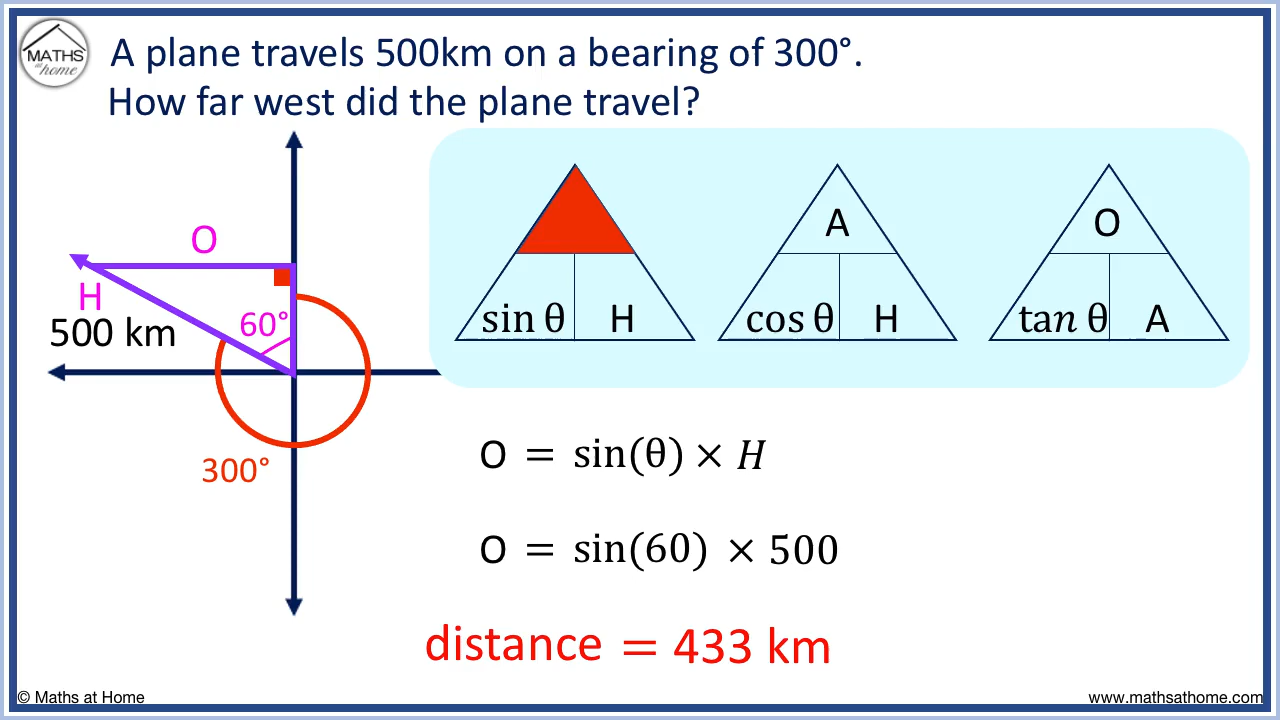 MATHS
at home
A plane travels 500km on a bearing of 300°.
How far west did the plane travel?
O
H
500 km
60°
300°
sin θ H
A
cos θ H
O
tan θ A
O = sin(θ) × H
O = sin(60) × 500
distance = 433 km
© Maths at Home
www.mathsathome.com